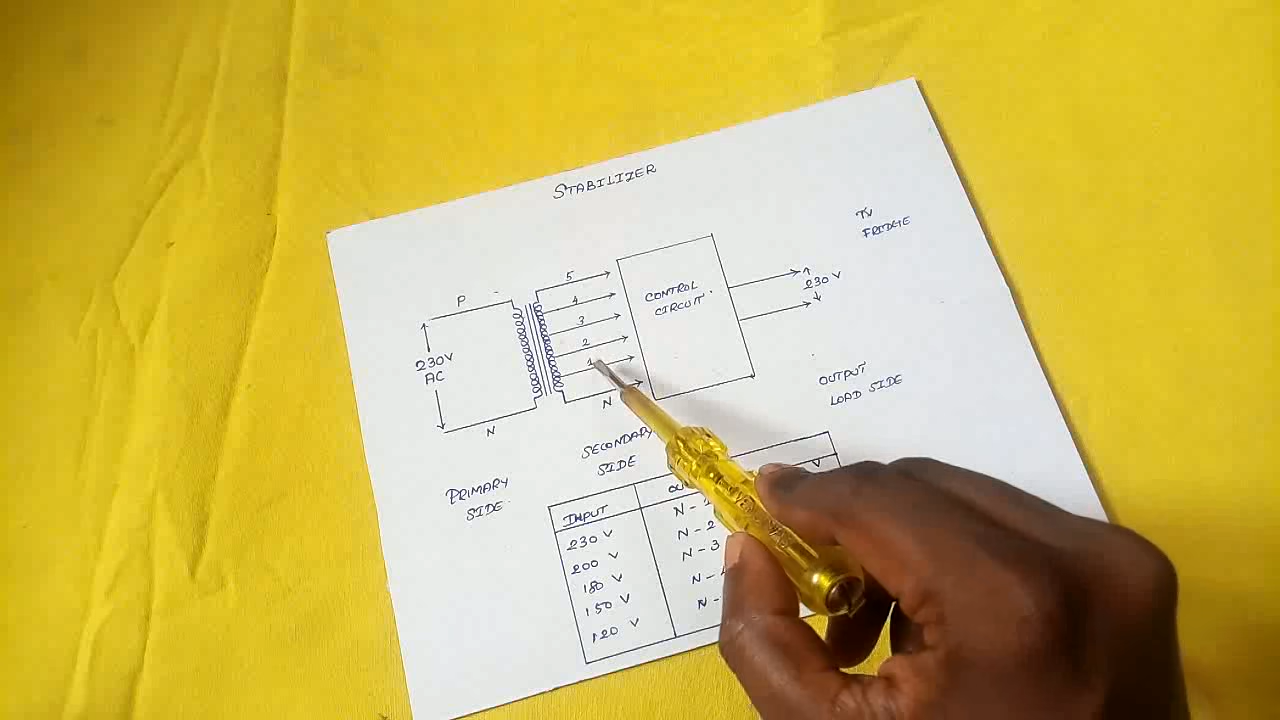 STABILIZER
TV
FRIDGE
P
5
4
3
2
1
N
CONTROL
CIRCUIT
230 V
230V
AC
N
OUTPUT
LOAD SIDE
SECONDARY
SIDE
PRIMARY
SIDE
INPUT
V
230 V
N - 1
200 V
N - 2
180 V
N - 3
150 V
N -
120 V
N -